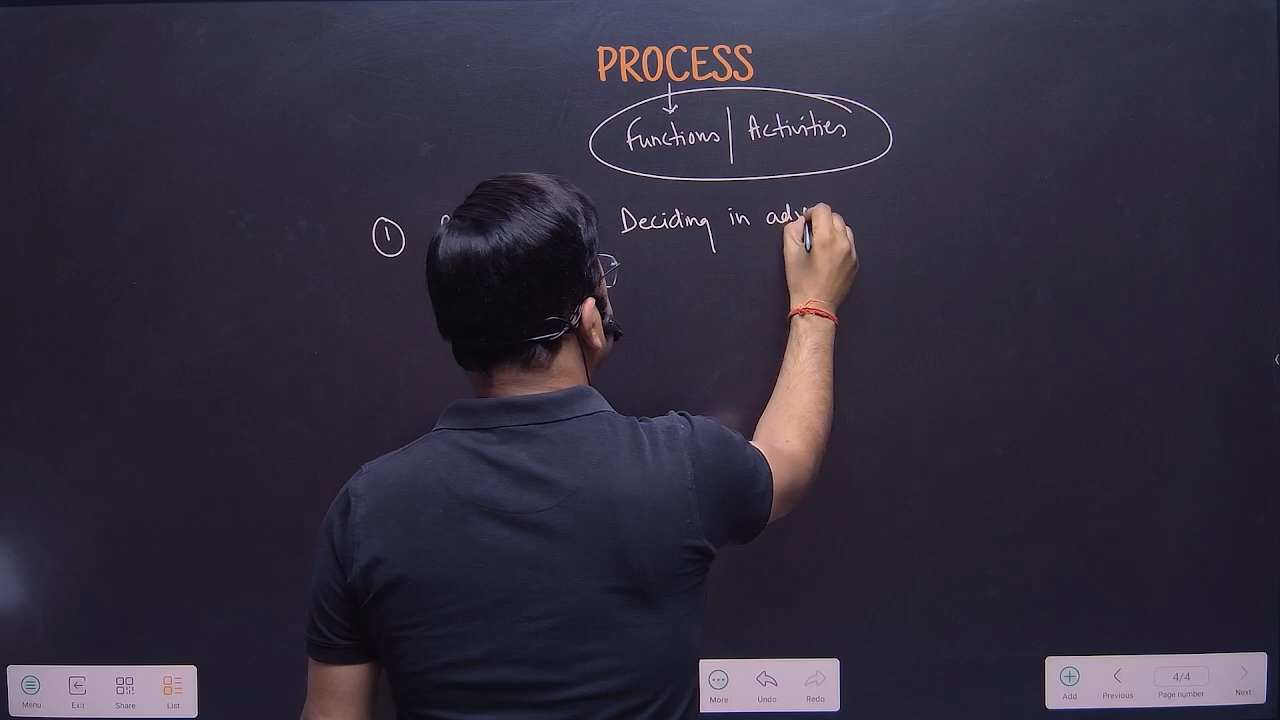 PROCESS
Functions | Activities
① Deciding in adv
Menu Exit Share List More Undo Redo Add Previous 4/4 Page number Next